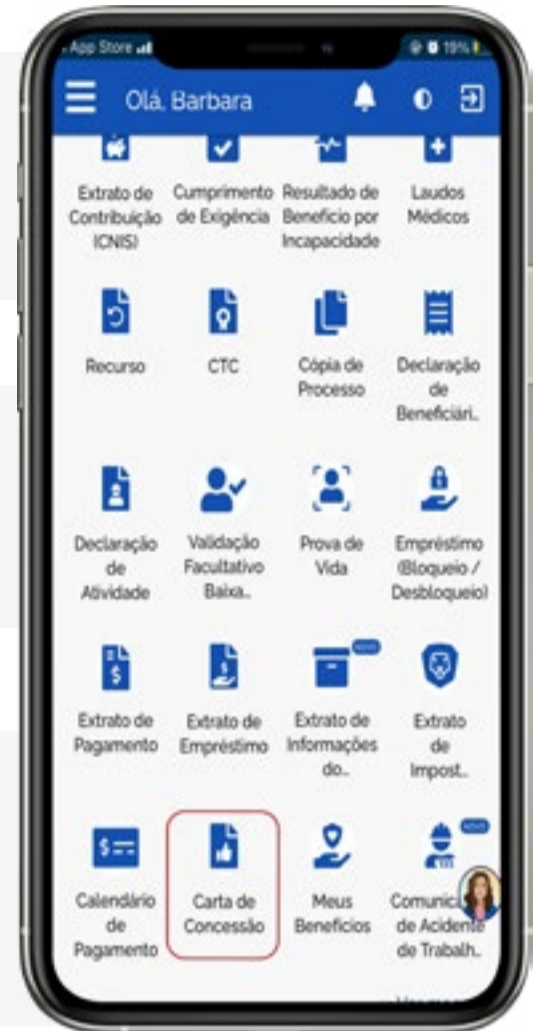 App Store
19%
Olá, Barbara
Extrato de Cumprimento Resultado de Laudos
Contribuição de Exigência Benefício por Médicos
(CNIS) Incapacidade
Recurso CTC Cópia de Declaração
Processo de
Beneficiári..
Declaração Validação Prova de Empréstimo
de Facultativo Vida (Bloqueio /
Atividade Baixa.. Desbloqueio)
NOVO
Extrato de Extrato de Extrato de Extrato
Pagamento Empréstimo Informações de
do.. Impost..
NOVO
Calendário Carta de Meus Comunica
de Concessão Benefícios de Acidente
Pagamento de Trabalh..